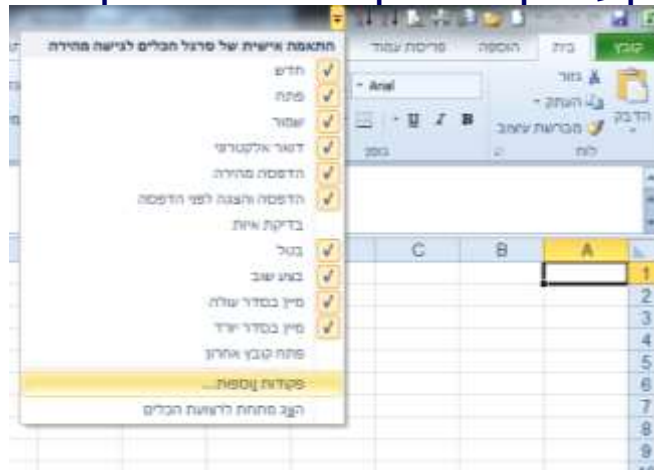 קובץ בית הוספה פריסת עמוד
התאמה אישית של סרגל הכלים לגישה מהירה
חדש
פתח
שמור
דואר אלקטרוני
הדפסה מהירה
הדפסה והצגה לפני הדפסה
בדיקת איות
בטל
בצע שוב
מיין בסדר עולה
מיין בסדר יורד
פתח קובץ אחרון
פקודות נוספות...
הצג מתחת לרצועת הכלים
הדבק
גזור
העתק
מברשת עיצוב
לוח
Arial
B I U
גופן
A B C
1
2
3
4
5
6
7
8
9